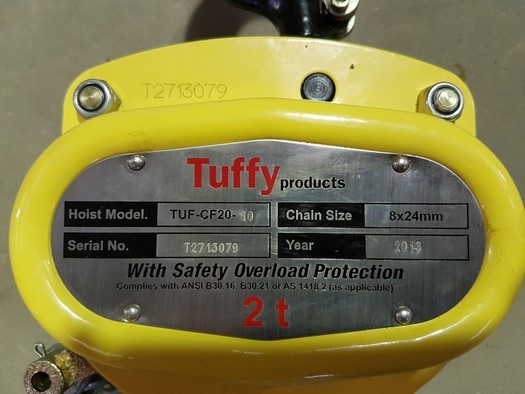 T2713079
Tuffy products
Hoist Model. TUF-CF20-10 Chain Size 8x24mm
Serial No. T2713079 Year 2013
With Safety Overload Protection
Complies with ANSI B30.16, B30.21 or AS 1418.2 (as applicable)
2 t